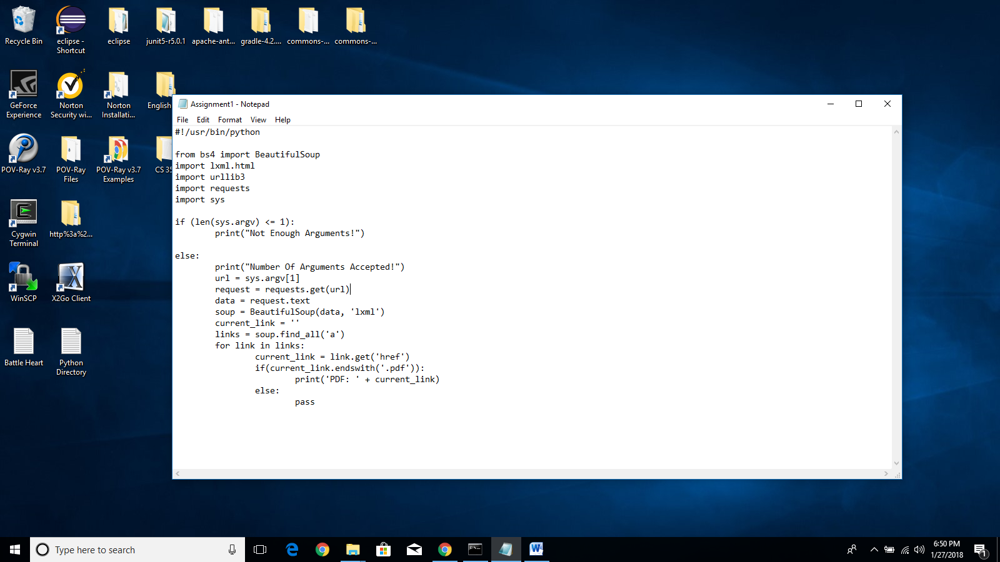 Recycle Bin
eclipse -
Shortcut
eclipse
junit5-r5.0.1
apache-ant...
gradle-4.2....
commons-...
commons-...
GeForce
Experience
Norton
Security wi...
Norton
Installati...
English
POV-Ray v3.7
POV-Ray
Files
POV-Ray v3.7
Examples
CS 35
Cygwin
Terminal
http%3a%2...
WinSCP
X2Go Client
Battle Heart
Python
Directory
Assignment1 - Notepad
File Edit Format View Help
#!/usr/bin/python
from bs4 import BeautifulSoup
import lxml.html
import urllib3
import requests
import sys
if (len(sys.argv) <= 1):
print("Not Enough Arguments!")
else:
print("Number Of Arguments Accepted!")
url = sys.argv[1]
request = requests.get(url)
data = request.text
soup = BeautifulSoup(data, 'lxml')
current_link = ''
links = soup.find_all('a')
for link in links:
current_link = link.get('href')
if(current_link.endswith('.pdf')):
print('PDF: ' + current_link)
else:
pass
Type here to search
6:50 PM
1/27/2018
1